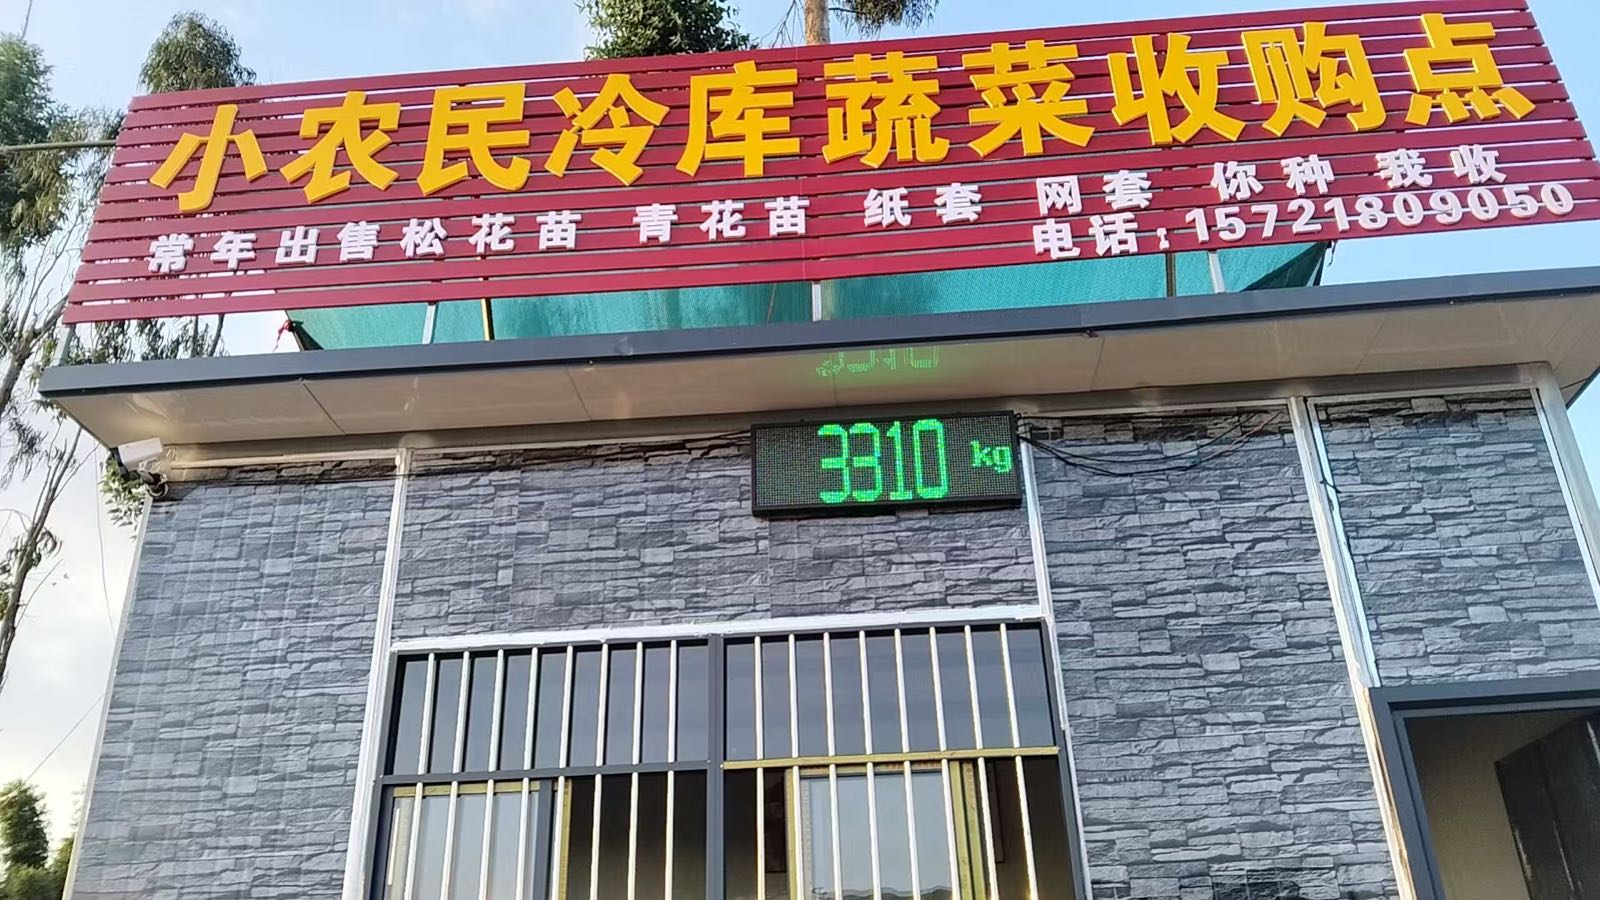 小农民冷库蔬菜收购点
常年出售松花苗 青花苗 纸套 网套 你种 我收
电话：15721809050
3310 kg